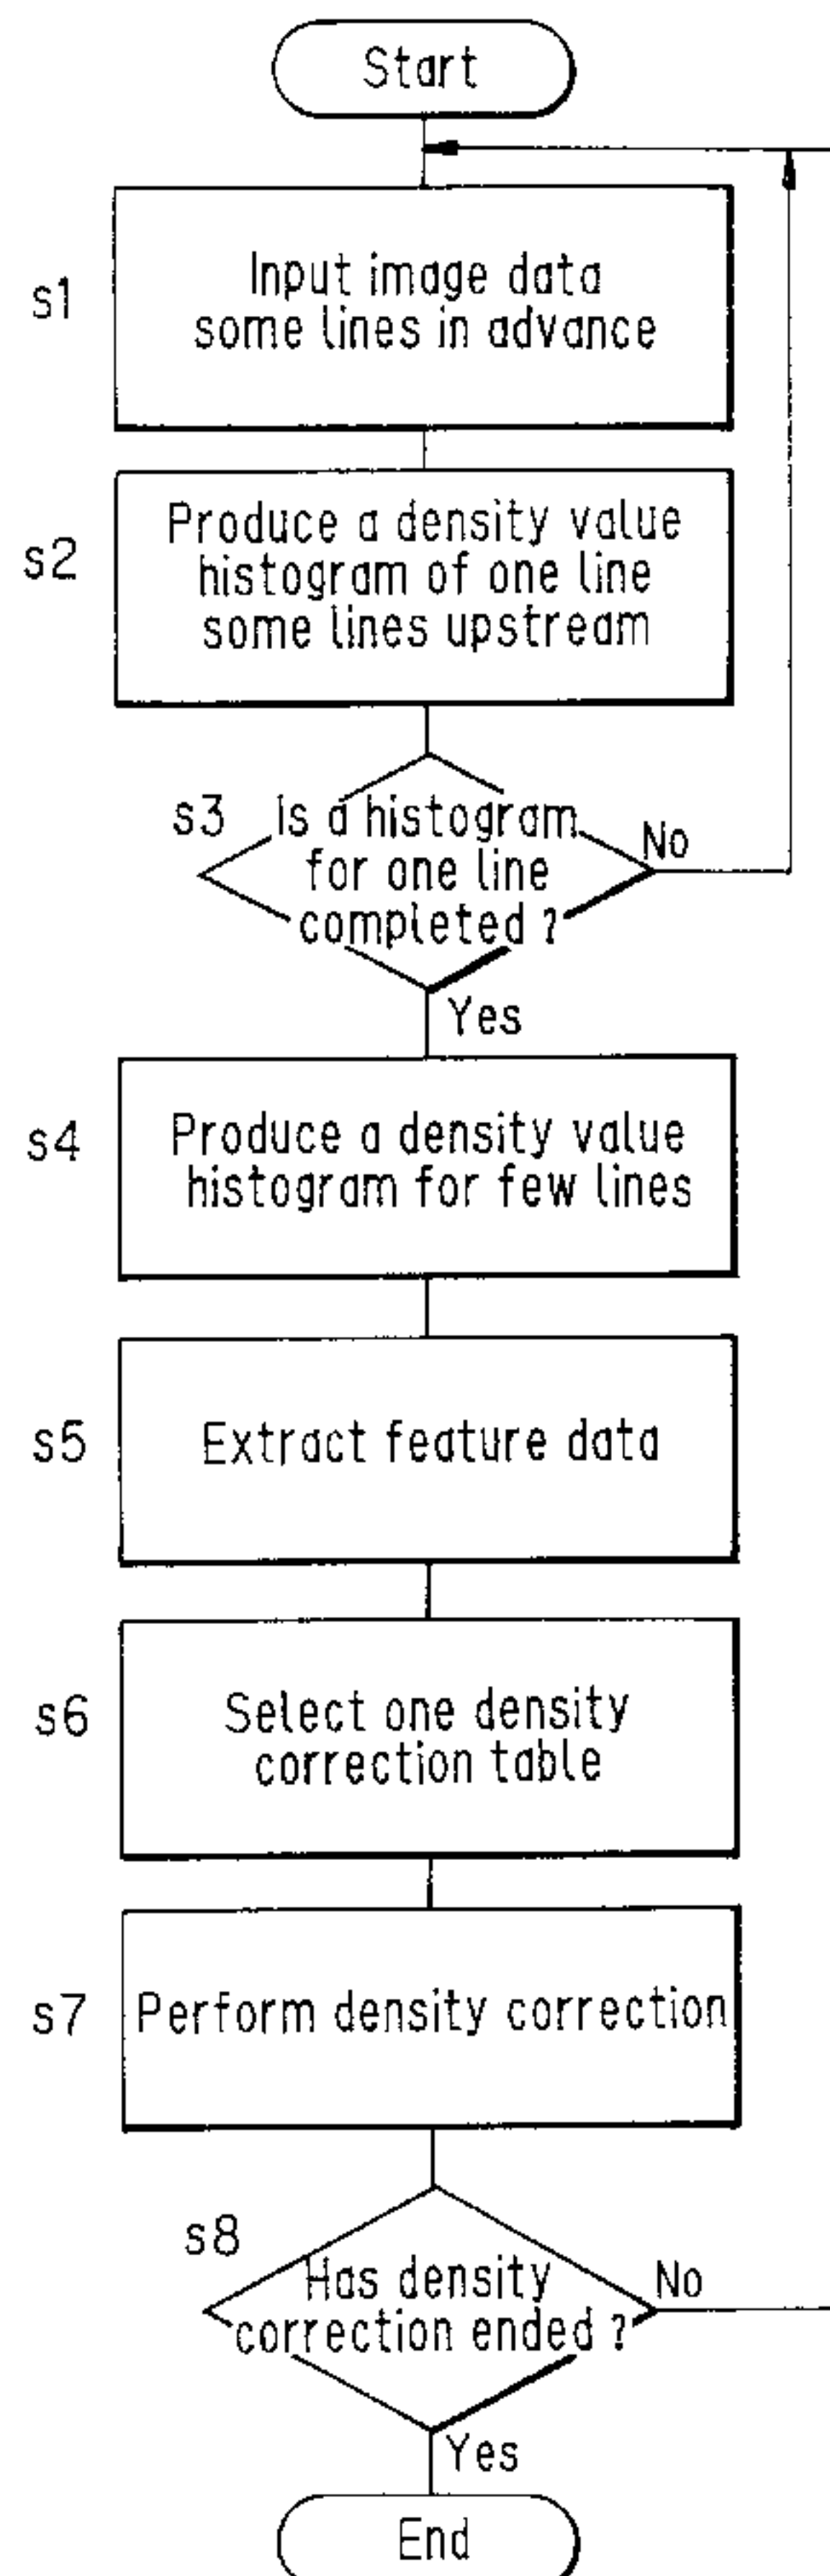 Start
s1
Input image data
some lines in advance
s2
Produce a density value
histogram of one line
some lines upstream
s3
Is a histogram
for one line
completed ?
No
Yes
s4
Produce a density value
histogram for few lines
s5
Extract feature data
s6
Select one density
correction table
s7
Perform density correction
s8
Has density
correction ended ?
No
Yes
End